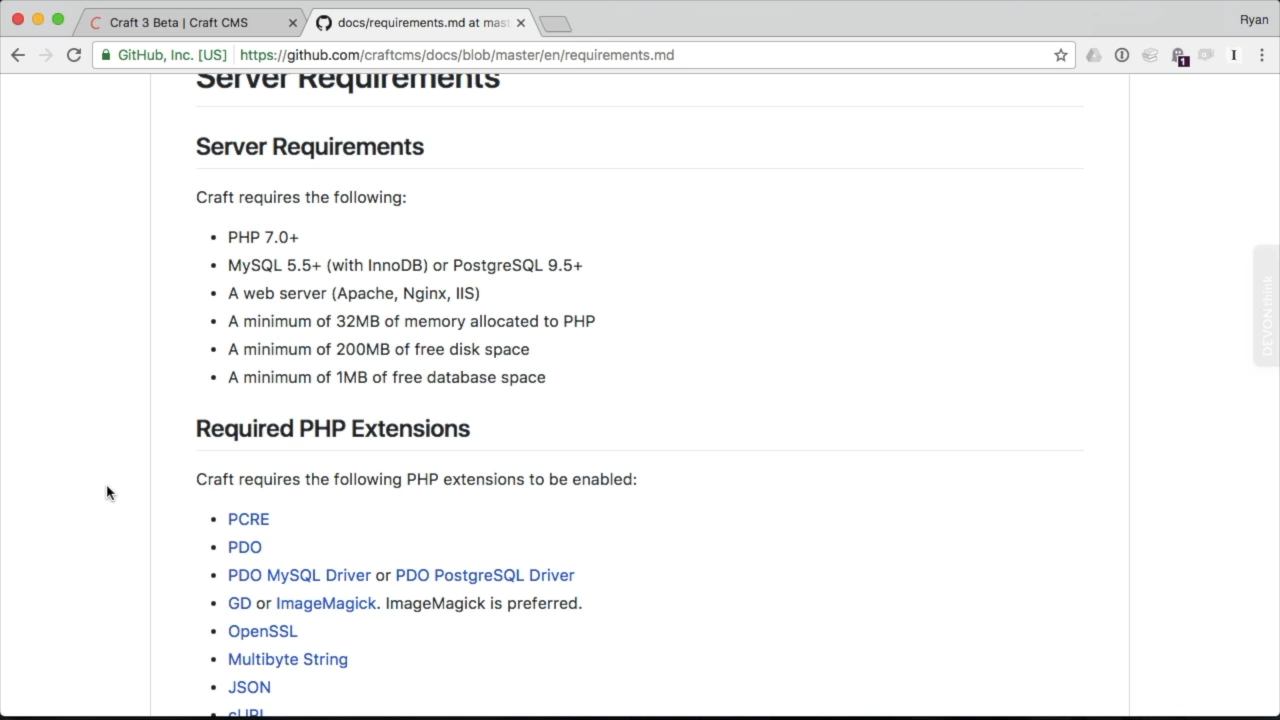 Craft 3 Beta | Craft CMS
docs/requirements.md at mas
Ryan
GitHub, Inc. [US]
https://github.com/craftcms/docs/blob/master/en/requirements.md
1
I
Server Requirements
Server Requirements
Craft requires the following:
• PHP 7.0+
• MySQL 5.5+ (with InnoDB) or PostgreSQL 9.5+
• A web server (Apache, Nginx, IIS)
• A minimum of 32MB of memory allocated to PHP
• A minimum of 200MB of free disk space
• A minimum of 1MB of free database space
DEVONthink
Required PHP Extensions
Craft requires the following PHP extensions to be enabled:
• PCRE
• PDO
• PDO MySQL Driver or PDO PostgreSQL Driver
• GD or ImageMagick. ImageMagick is preferred.
• OpenSSL
• Multibyte String
• JSON
• cURL